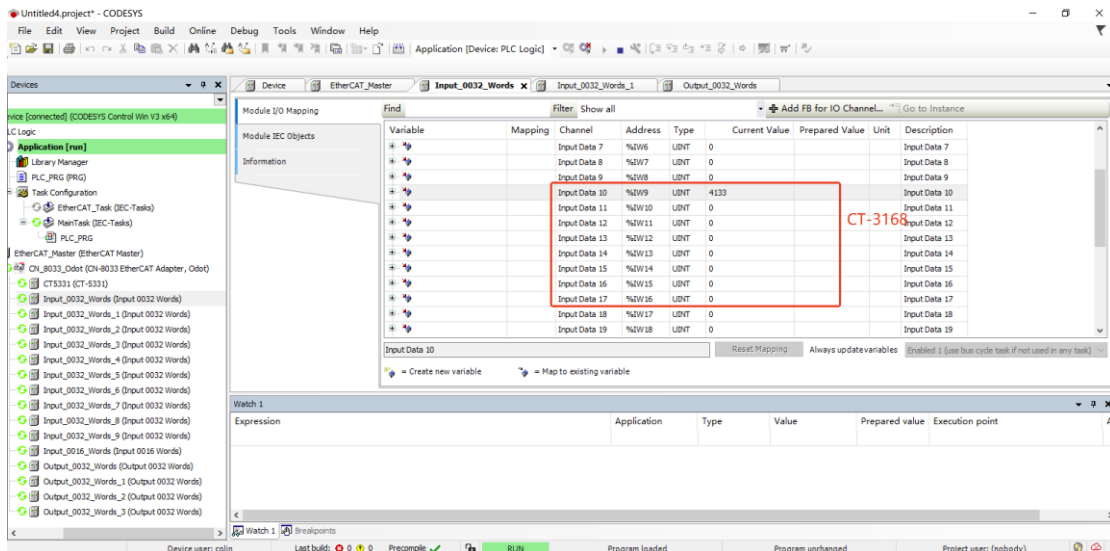 Untitled4.project* - CODESYS
File Edit View Project Build Online Debug Tools Window Help
Application [Device: PLC Logic]
Devices
Device EtherCAT_Master Input_0032_Words Input_0032_Words_1 Output_0032_Words
evice [connected] (CODESYS Control Win V3 x64)
LC Logic
Application [run]
Library Manager
PLC_PRG (PRG)
Task Configuration
EtherCAT_Task (IEC-Tasks)
MainTask (IEC-Tasks)
PLC_PRG
EtherCAT_Master (EtherCAT Master)
CN_8033_Odot (CN-8033 EtherCAT Adapter, Odot)
CT5331 (CT-5331)
Input_0032_Words (Input 0032 Words)
Input_0032_Words_1 (Input 0032 Words)
Input_0032_Words_2 (Input 0032 Words)
Input_0032_Words_3 (Input 0032 Words)
Input_0032_Words_4 (Input 0032 Words)
Input_0032_Words_5 (Input 0032 Words)
Input_0032_Words_6 (Input 0032 Words)
Input_0032_Words_7 (Input 0032 Words)
Input_0032_Words_8 (Input 0032 Words)
Input_0032_Words_9 (Input 0032 Words)
Input_0016_Words (Input 0016 Words)
Output_0032_Words (Output 0032 Words)
Output_0032_Words_1 (Output 0032 Words)
Output_0032_Words_2 (Output 0032 Words)
Output_0032_Words_3 (Output 0032 Words)
Module I/O Mapping
Module IEC Objects
Information
Find Filter Show all Add FB for IO Channel... Go to Instance
Variable Mapping Channel Address Type Current Value Prepared Value Unit Description
Input Data 7 %IW6 UINT 0 Input Data 7
Input Data 8 %IW7 UINT 0 Input Data 8
Input Data 9 %IW8 UINT 0 Input Data 9
Input Data 10 %IW9 UINT 4133 Input Data 10
Input Data 11 %IW10 UINT 0 Input Data 11
Input Data 12 %IW11 UINT 0 CT-3168 Input Data 12
Input Data 13 %IW12 UINT 0 Input Data 13
Input Data 14 %IW13 UINT 0 Input Data 14
Input Data 15 %IW14 UINT 0 Input Data 15
Input Data 16 %IW15 UINT 0 Input Data 16
Input Data 17 %IW16 UINT 0 Input Data 17
Input Data 18 %IW17 UINT 0 Input Data 18
Input Data 19 %IW18 UINT 0 Input Data 19
Input Data 10 Reset Mapping Always update variables Enabled 1 (use bus cycle task if not used in any task)
= Create new variable = Map to existing variable
Watch 1
Expression Application Type Value Prepared value Execution point
Watch 1 Breakpoints
Device user: colin Last build: 0 0 Precompile RUN Program loaded Program unchanged Project user: (nobody)